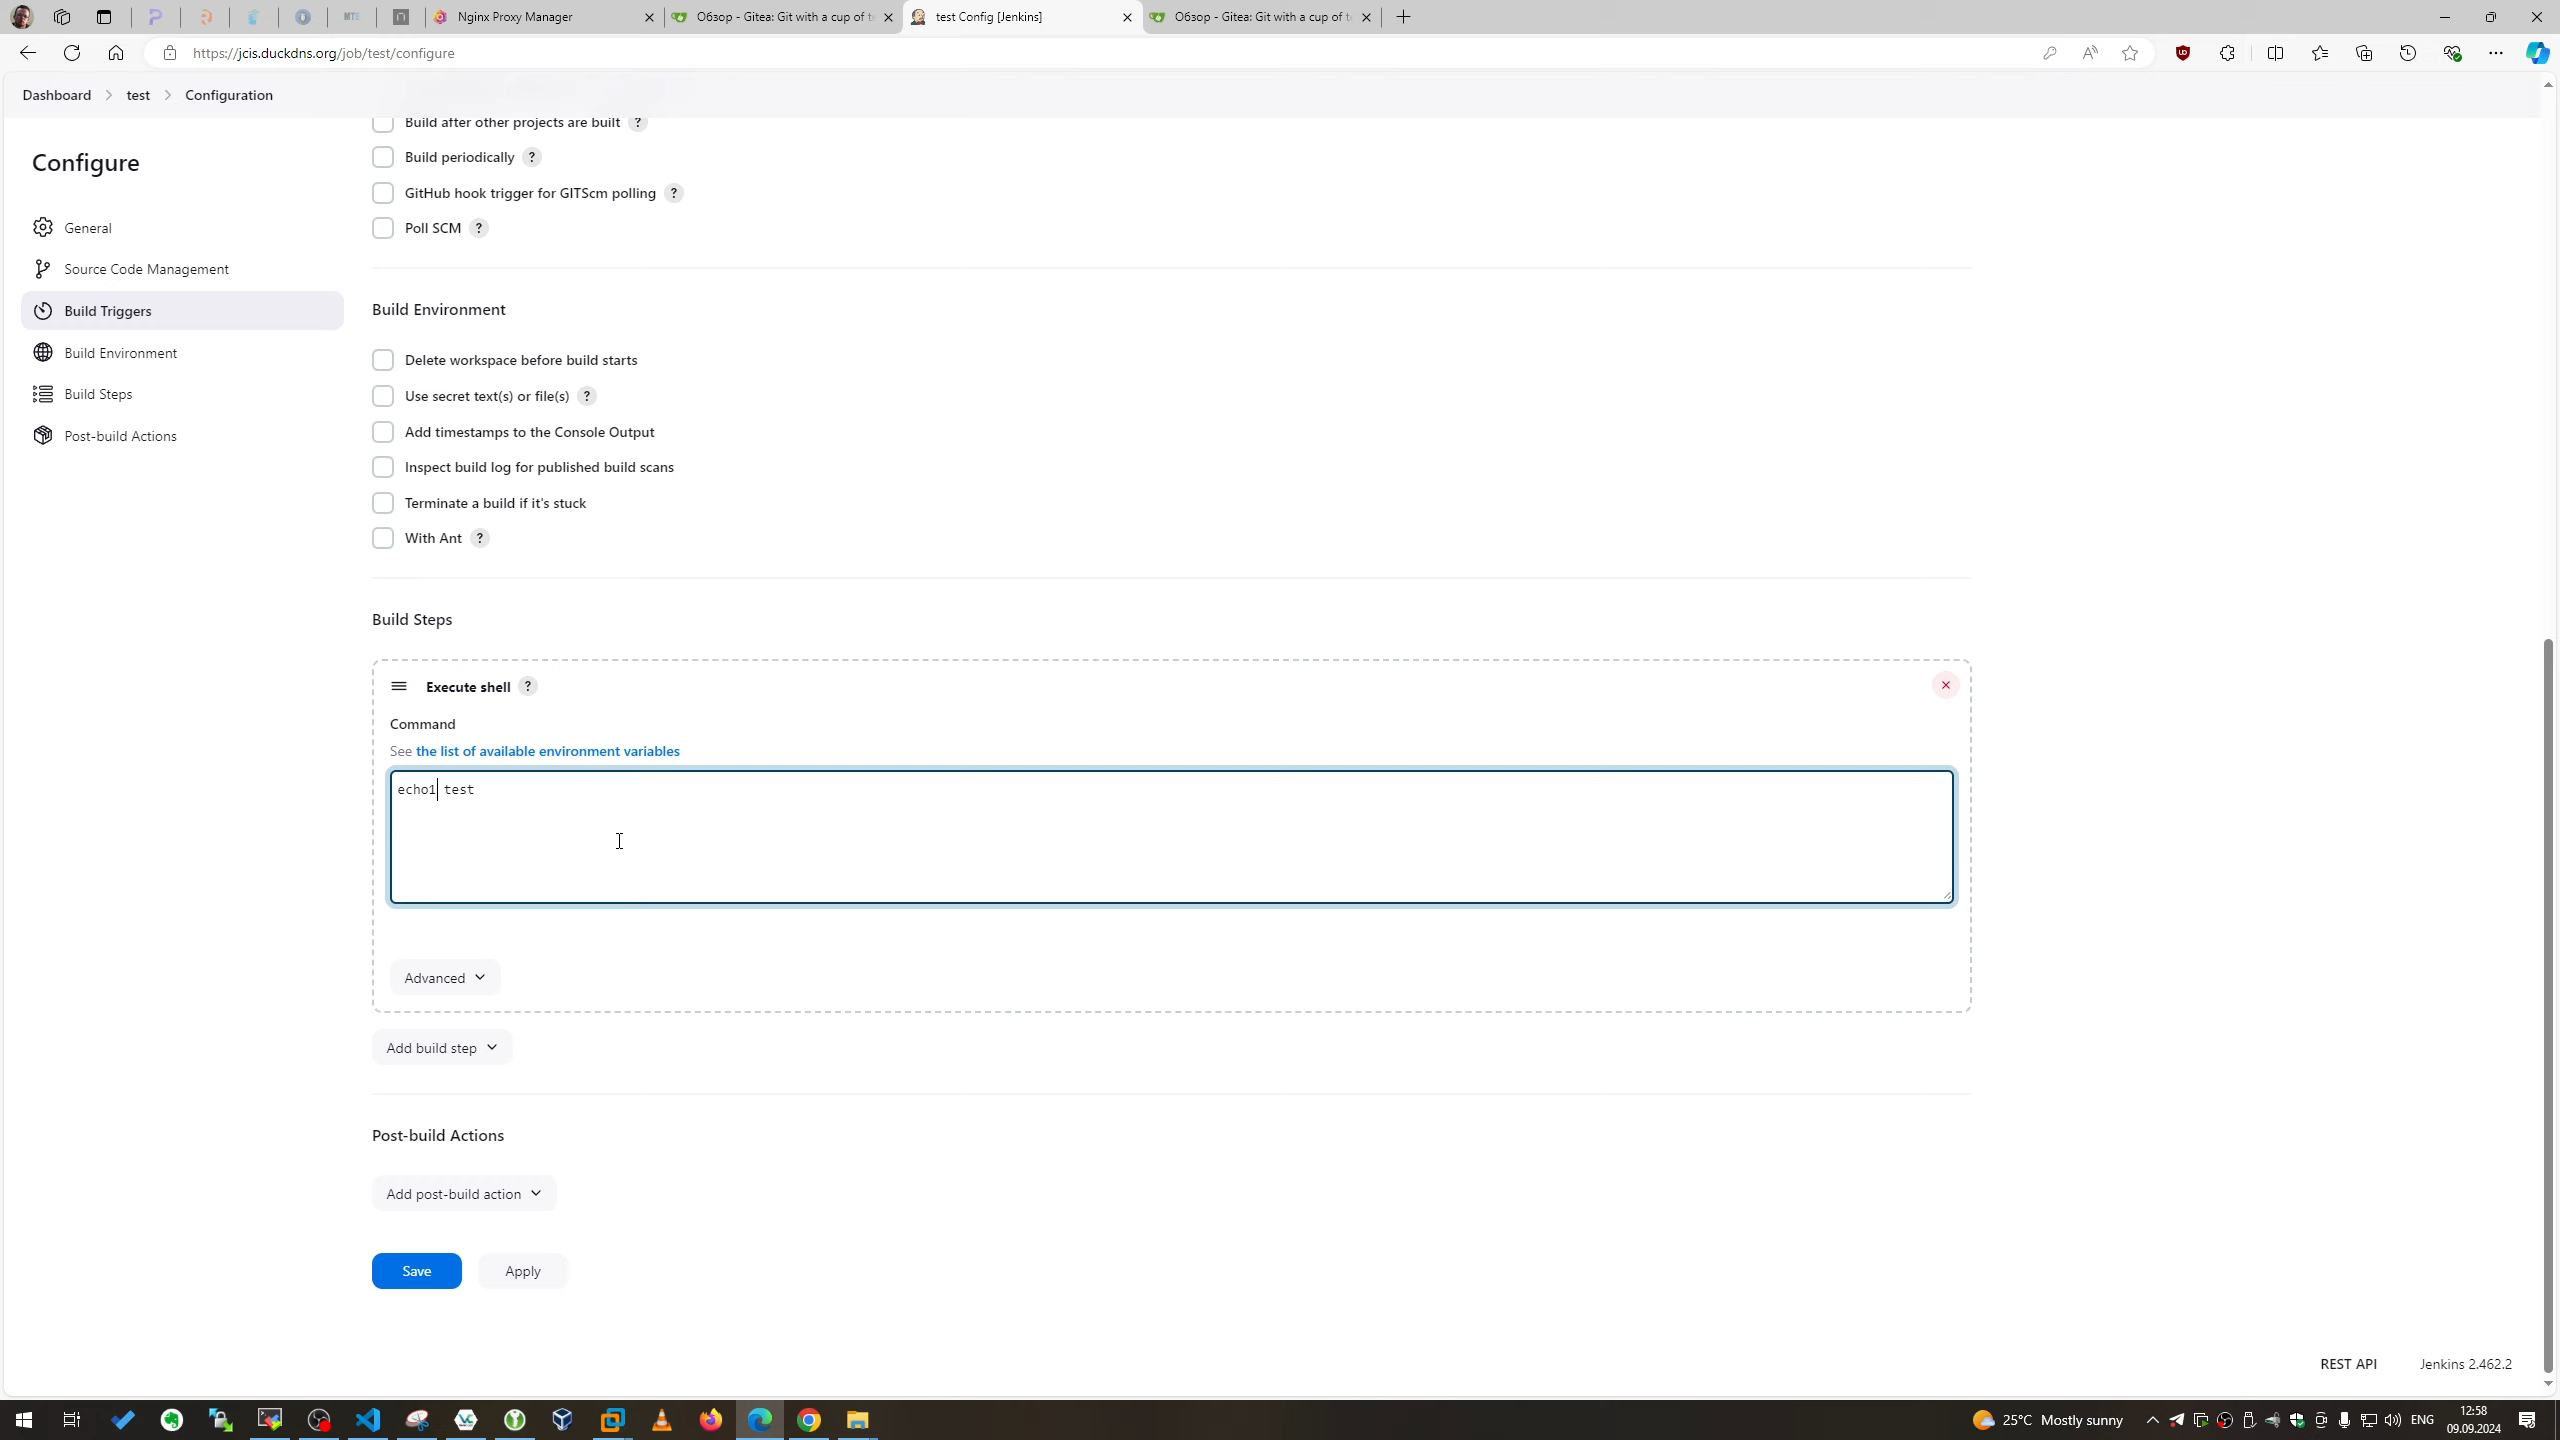 Nginx Proxy Manager
Обзор - Gitea: Git with a cup of t
test Config [Jenkins]
Обзор - Gitea: Git with a cup of t
https://jcis.duckdns.org/job/test/configure
Dashboard
test
Configuration
Configure
General
Source Code Management
Build Triggers
Build Environment
Build Steps
Post-build Actions
Build after other projects are built ?
Build periodically ?
GitHub hook trigger for GITScm polling ?
Poll SCM ?
Build Environment
Delete workspace before build starts
Use secret text(s) or file(s) ?
Add timestamps to the Console Output
Inspect build log for published build scans
Terminate a build if it's stuck
With Ant ?
Build Steps
Execute shell ?
Command
See the list of available environment variables
echo1 test
Advanced
Add build step
Post-build Actions
Add post-build action
Save
Apply
REST API
Jenkins 2.462.2
25°C Mostly sunny
ENG
12:58
09.09.2024